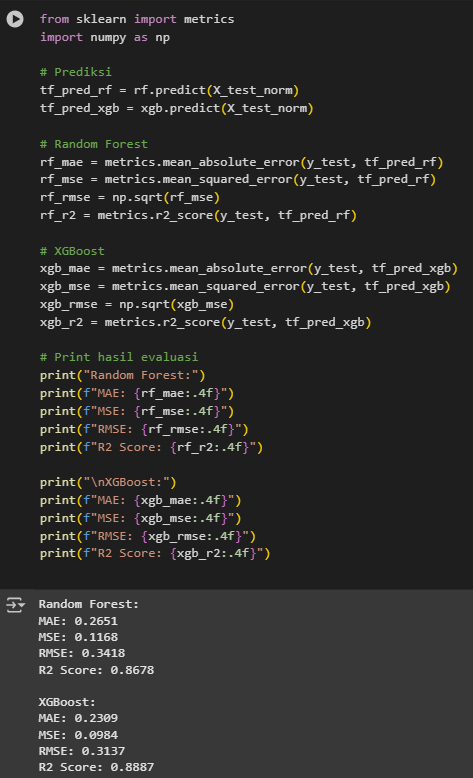 from sklearn import metrics
import numpy as np
# Prediksi
tf_pred_rf = rf.predict(X_test_norm)
tf_pred_xgb = xgb.predict(X_test_norm)
# Random Forest
rf_mae = metrics.mean_absolute_error(y_test, tf_pred_rf)
rf_mse = metrics.mean_squared_error(y_test, tf_pred_rf)
rf_rmse = np.sqrt(rf_mse)
rf_r2 = metrics.r2_score(y_test, tf_pred_rf)
# XGBoost
xgb_mae = metrics.mean_absolute_error(y_test, tf_pred_xgb)
xgb_mse = metrics.mean_squared_error(y_test, tf_pred_xgb)
xgb_rmse = np.sqrt(xgb_mse)
xgb_r2 = metrics.r2_score(y_test, tf_pred_xgb)
# Print hasil evaluasi
print("Random Forest:")
print(f"MAE: {rf_mae:.4f}")
print(f"MSE: {rf_mse:.4f}")
print(f"RMSE: {rf_rmse:.4f}")
print(f"R2 Score: {rf_r2:.4f}")
print("\nXGBoost:")
print(f"MAE: {xgb_mae:.4f}")
print(f"MSE: {xgb_mse:.4f}")
print(f"RMSE: {xgb_rmse:.4f}")
print(f"R2 Score: {xgb_r2:.4f}")
Random Forest:
MAE: 0.2651
MSE: 0.1168
RMSE: 0.3418
R2 Score: 0.8678
XGBoost:
MAE: 0.2309
MSE: 0.0984
RMSE: 0.3137
R2 Score: 0.8887